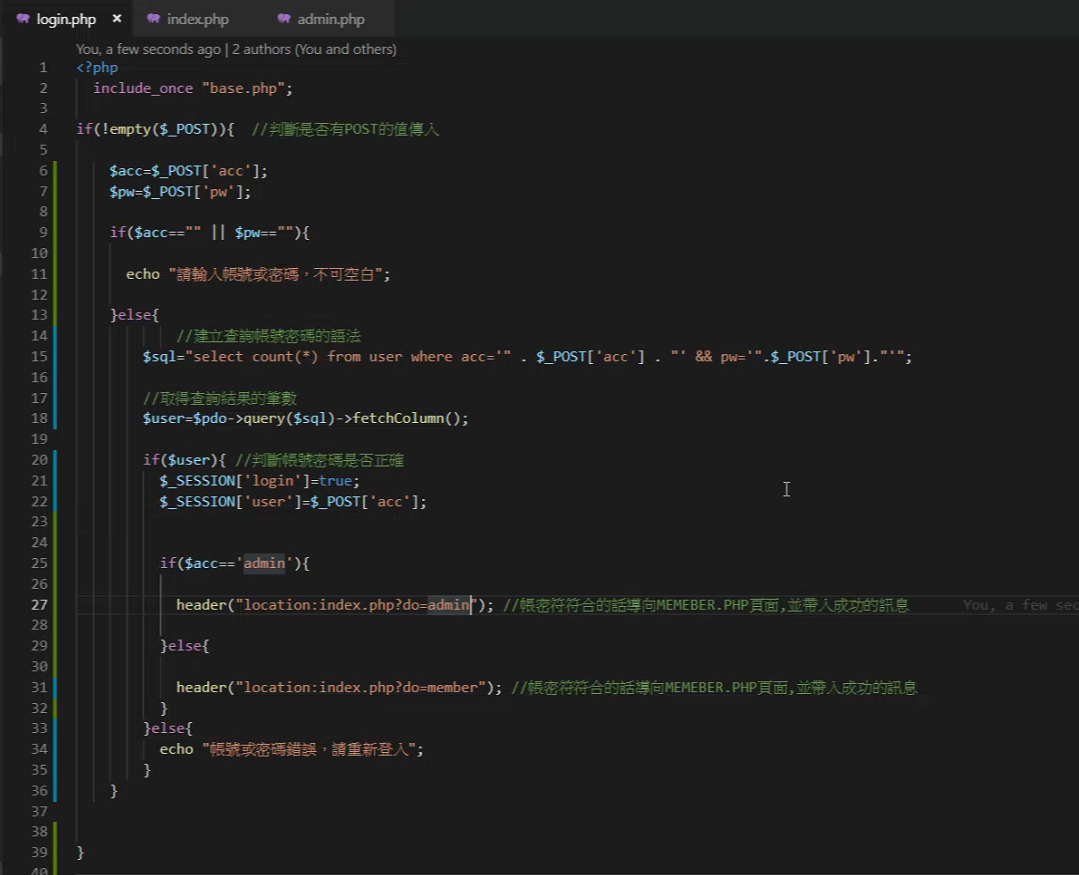 login.php × index.php admin.php
You, a few seconds ago | 2 authors (You and others)
1 <?php
2 include_once "base.php";
3
4 if(!empty($_POST)){ //判斷是否有POST的值傳入
5
6 $acc=$_POST['acc'];
7 $pw=$_POST['pw'];
8
9 if($acc=="" || $pw==""){
10
11 echo "請輸入帳號或密碼，不可空白";
12
13 }else{
14 //建立查詢帳號密碼的語法
15 $sql="select count(*) from user where acc='" . $_POST['acc'] . "' && pw='".$_POST['pw']."'";
16
17 //取得查詢結果的筆數
18 $user=$pdo->query($sql)->fetchColumn();
19
20 if($user){ //判斷帳號密碼是否正確
21 $_SESSION['login']=true;
22 $_SESSION['user']=$_POST['acc'];
23
24
25 if($acc=='admin'){
26
27 header("location:index.php?do=admin"); //帳密符符合的話導向MEMEBER.PHP頁面,並帶入成功的訊息 You, a few sec
28
29 }else{
30
31 header("location:index.php?do=member"); //帳密符符合的話導向MEMEBER.PHP頁面,並帶入成功的訊息
32 }
33 }else{
34 echo "帳號或密碼錯誤，請重新登入";
35 }
36 }
37
38
39 }
40